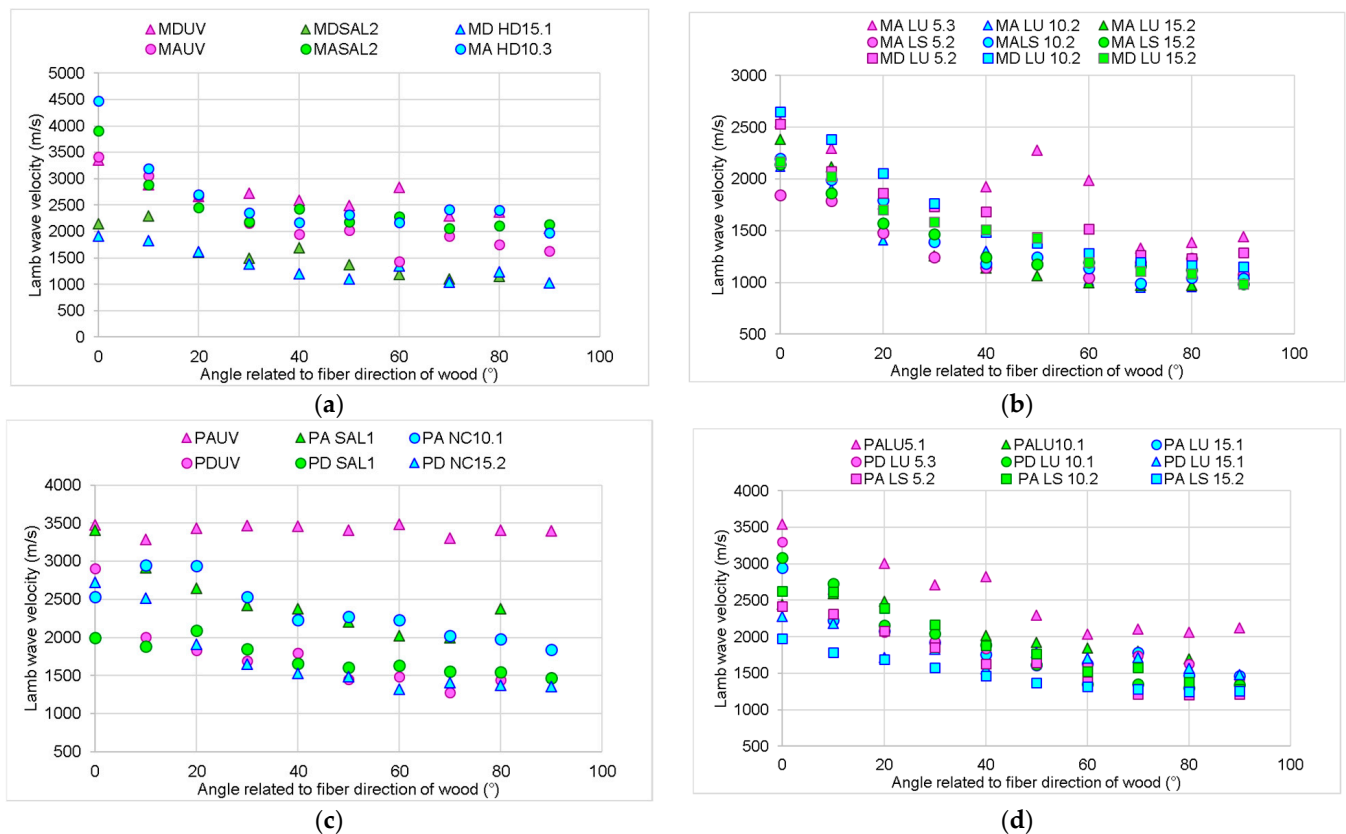 MDUV MDSAL2 MD HD15.1
MAUV MASAL2 MA HD10.3
Lamb wave velocity (m/s)
5000
4500
4000
3500
3000
2500
2000
1500
1000
500
0
0 20 40 60 80 100
Angle related to fiber direction of wood (°)
(a)
MA LU 5.3 MA LU 10.2 MA LU 15.2
MA LS 5.2 MALS 10.2 MA LS 15.2
MD LU 5.2 MD LU 10.2 MD LU 15.2
Lamb wave velocity (m/s)
3000
2500
2000
1500
1000
500
0 20 40 60 80 100
Angle related to fiber direction of wood (°)
(b)
PAUV PA SAL1 PA NC10.1
PDUV PD SAL1 PD NC15.2
Lamb wave velocity (m/s)
4000
3500
3000
2500
2000
1500
1000
500
0 20 40 60 80 100
Angle related to fiber direction of wood (°)
(c)
PALU5.1 PALU10.1 PA LU 15.1
PD LU 5.3 PD LU 10.1 PD LU 15.1
PA LS 5.2 PA LS 10.2 PA LS 15.2
Lamb wave velocity (m/s)
4000
3500
3000
2500
2000
1500
1000
500
0 20 40 60 80 100
Angle related to fiber direction of wood (°)
(d)